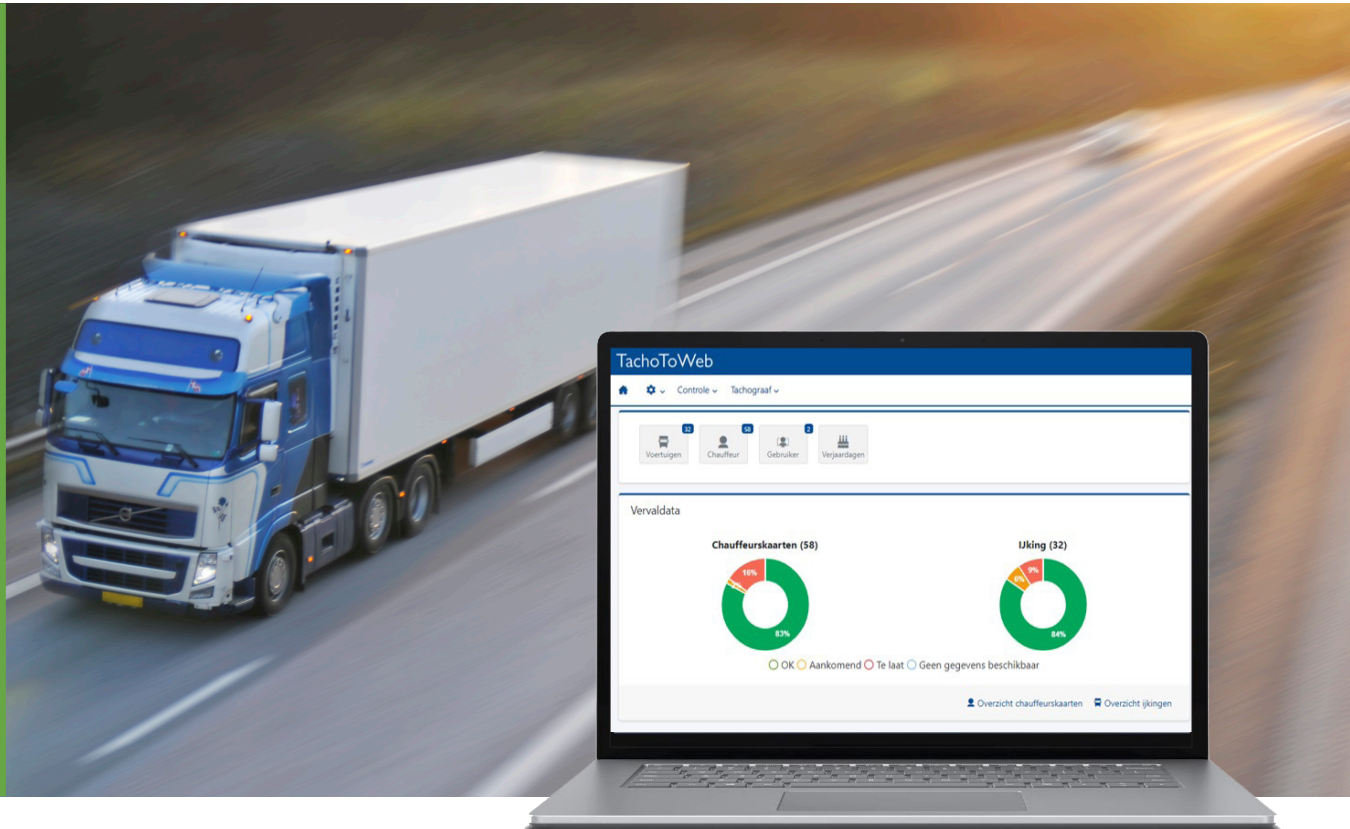 TachoToWeb
Controle Tachograaf
32 58 2
Voertuigen Chauffeur Gebruiker Verjaardagen
Vervaldata
Chauffeurskaarten (58) IJking (32)
16% 9%
6%
83% 84%
OK Aankomend Te laat Geen gegevens beschikbaar
Overzicht chauffeurskaarten Overzicht ijkingen